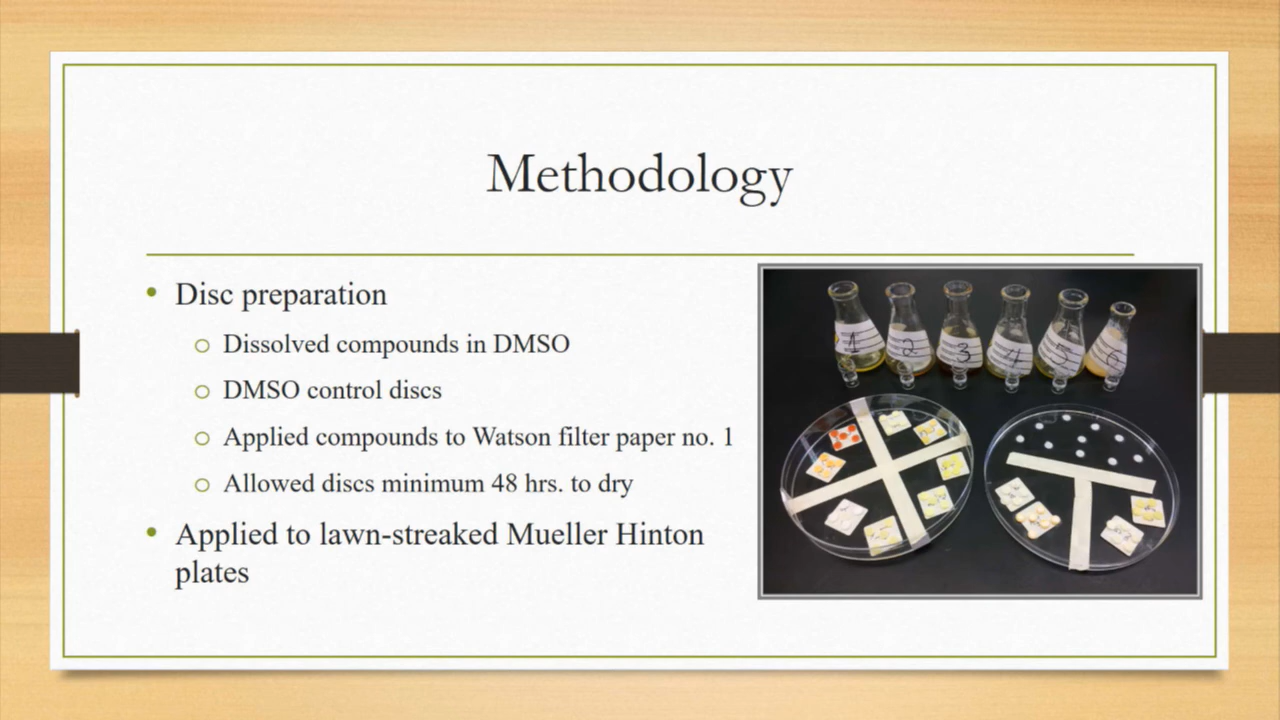 Methodology
• Disc preparation
o Dissolved compounds in DMSO
o DMSO control discs
o Applied compounds to Watson filter paper no. 1
o Allowed discs minimum 48 hrs. to dry
• Applied to lawn-streaked Mueller Hinton
plates
1 2 3 4 5 6